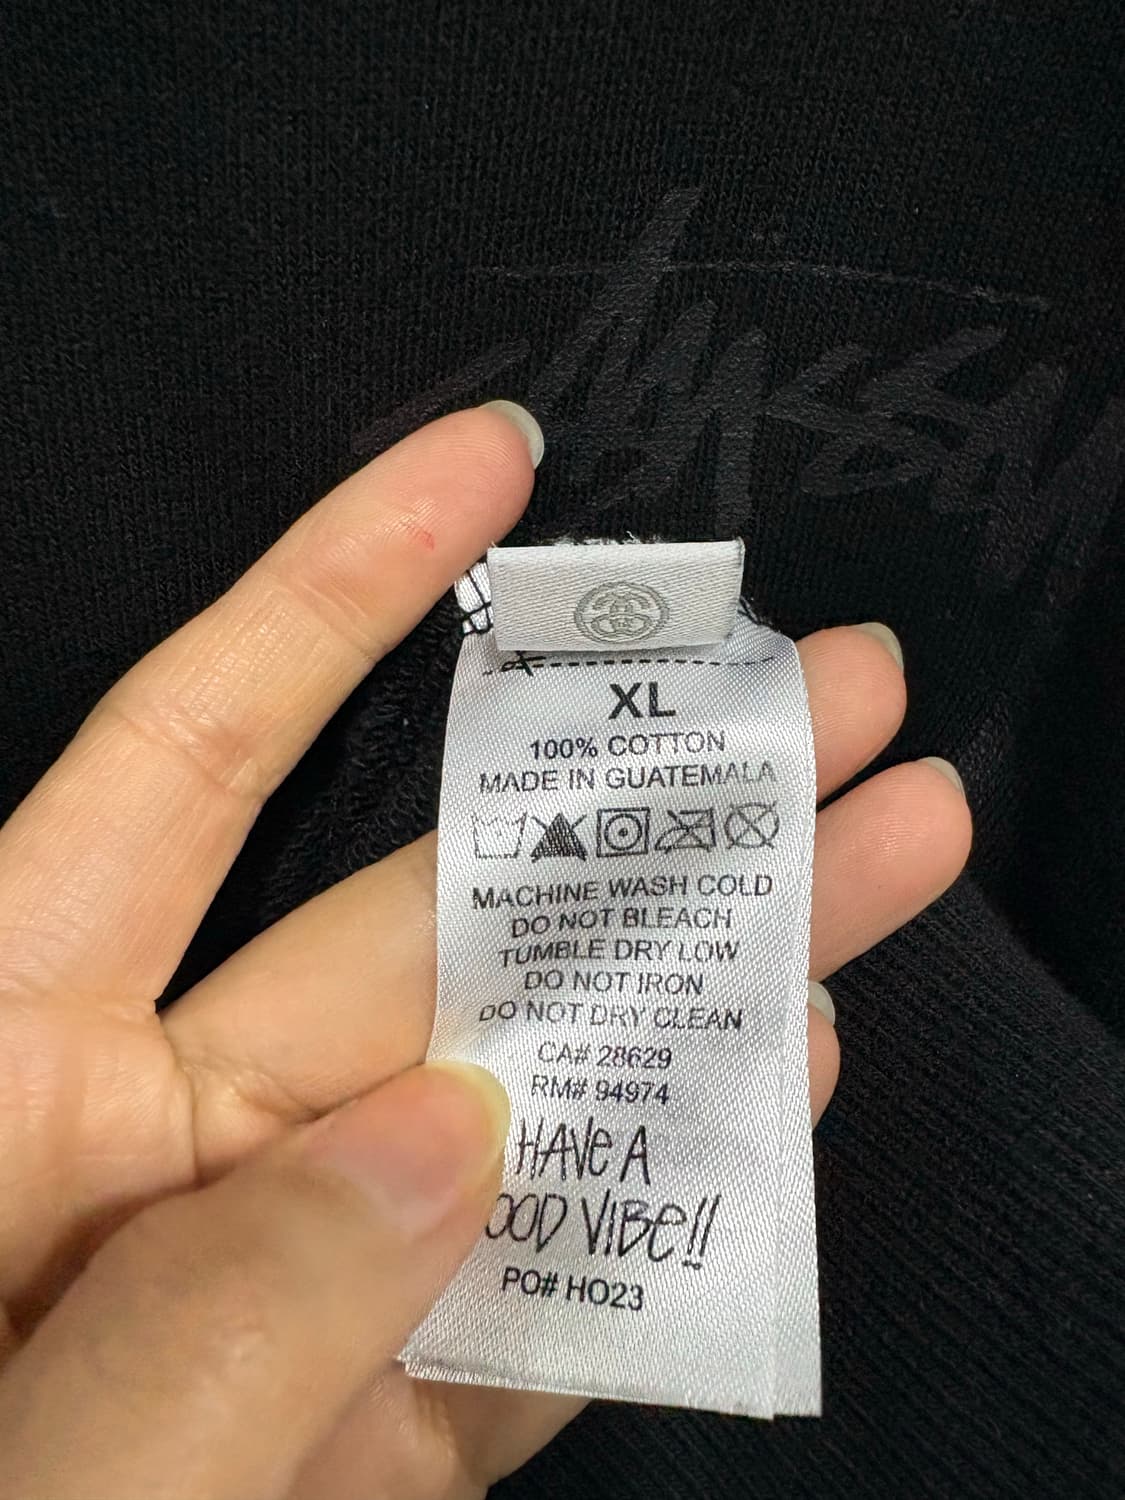 XL
100% COTTON
MADE IN GUATEMALA
MACHINE WASH COLD
DO NOT BLEACH
TUMBLE DRY LOW
DO NOT IRON
DO NOT DRY CLEAN
CA# 28629
RM# 94974
HAVe A
VIBe!!
PO# HO23